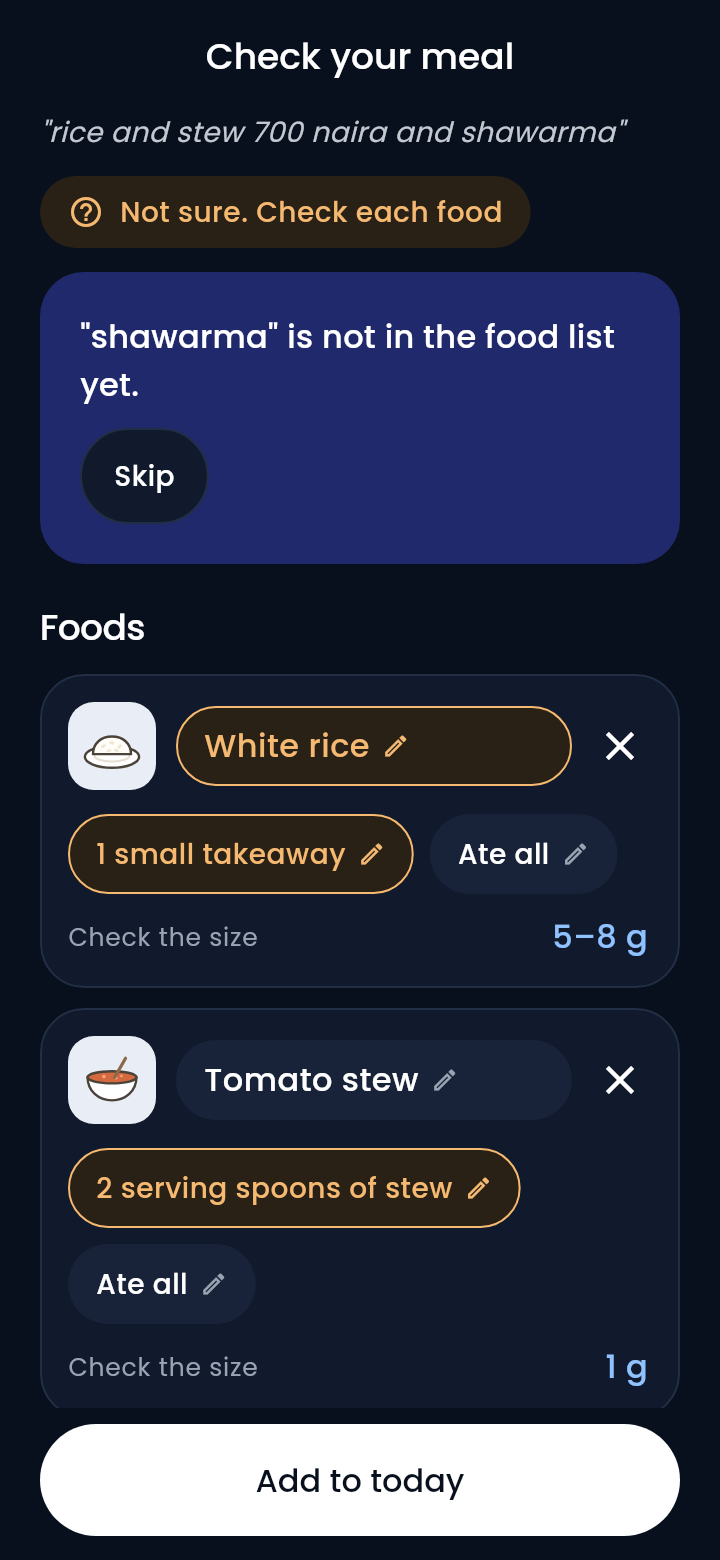 Check your meal
"rice and stew 700 naira and shawarma"
Not sure. Check each food
"shawarma" is not in the food list
yet.
Skip
Foods
White rice
1 small takeaway
Ate all
Check the size
5–8 g
Tomato stew
2 serving spoons of stew
Ate all
Check the size
1 g
Add to today